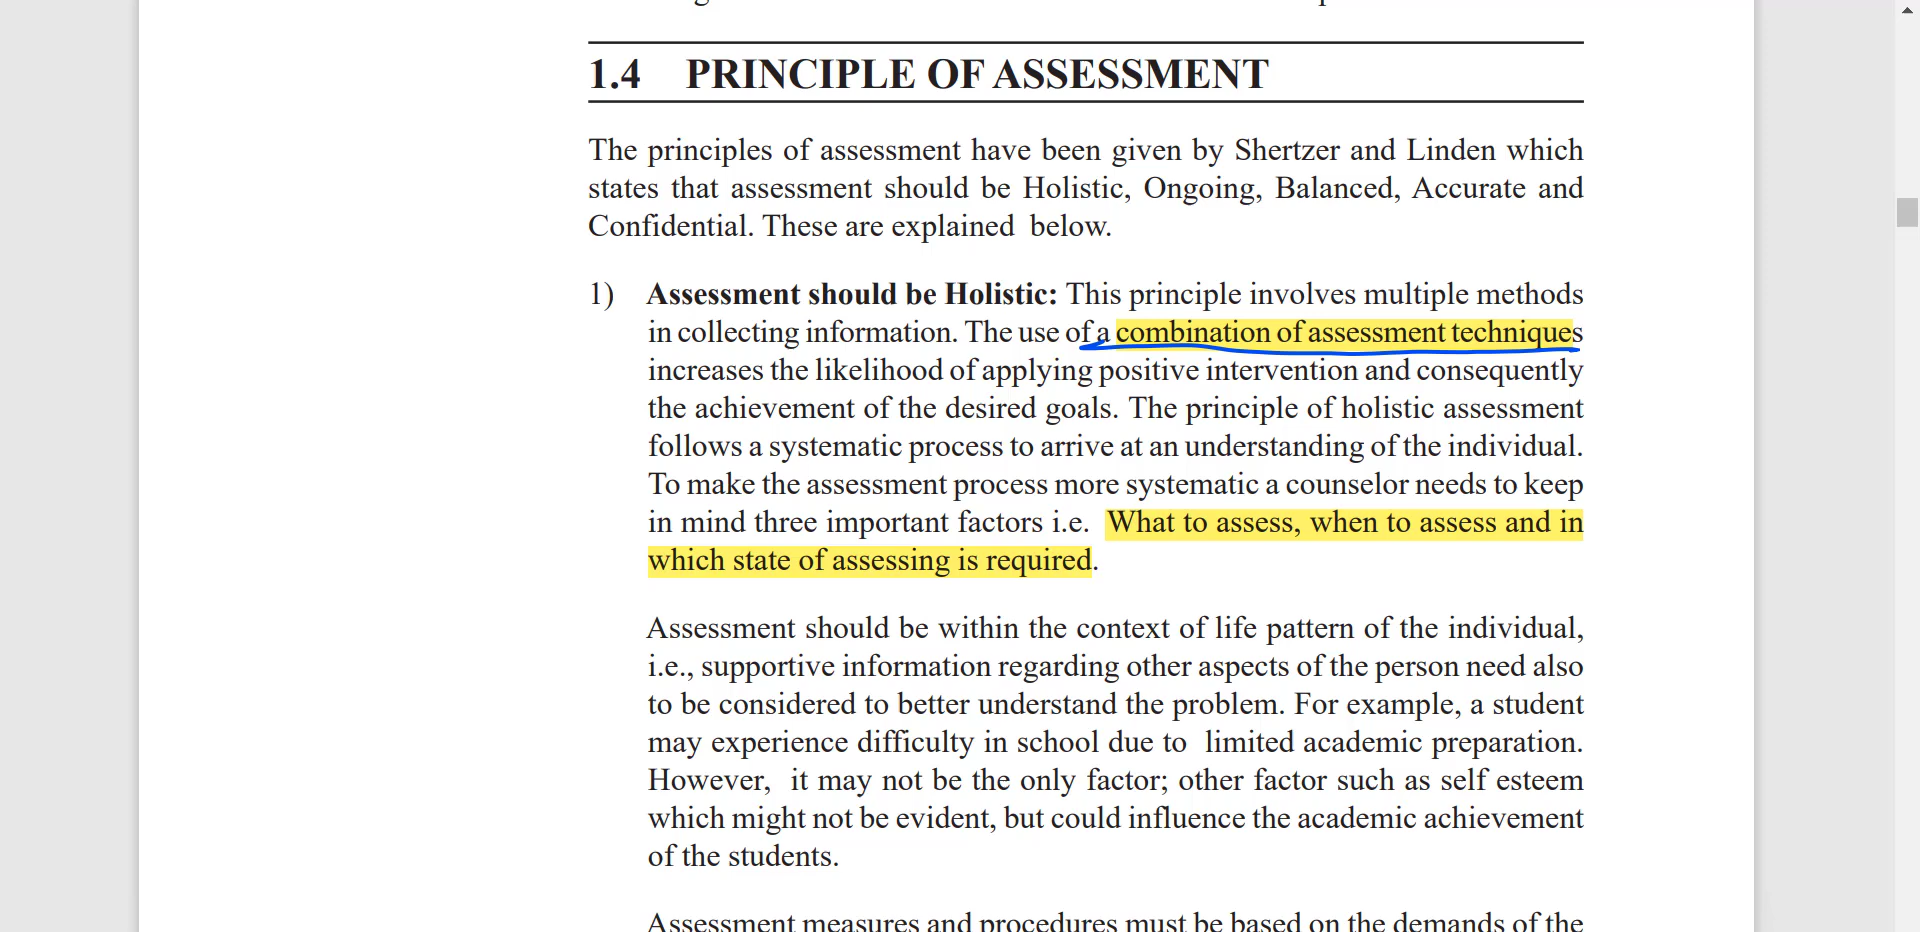 1.4 PRINCIPLE OF ASSESSMENT
The principles of assessment have been given by Shertzer and Linden which
states that assessment should be Holistic, Ongoing, Balanced, Accurate and
Confidential. These are explained below.
1) Assessment should be Holistic: This principle involves multiple methods
in collecting information. The use of a combination of assessment techniques
increases the likelihood of applying positive intervention and consequently
the achievement of the desired goals. The principle of holistic assessment
follows a systematic process to arrive at an understanding of the individual.
To make the assessment process more systematic a counselor needs to keep
in mind three important factors i.e. What to assess, when to assess and in
which state of assessing is required.
Assessment should be within the context of life pattern of the individual,
i.e., supportive information regarding other aspects of the person need also
to be considered to better understand the problem. For example, a student
may experience difficulty in school due to limited academic preparation.
However, it may not be the only factor; other factor such as self esteem
which might not be evident, but could influence the academic achievement
of the students.
Assessment measures and procedures must be based on the demands of the